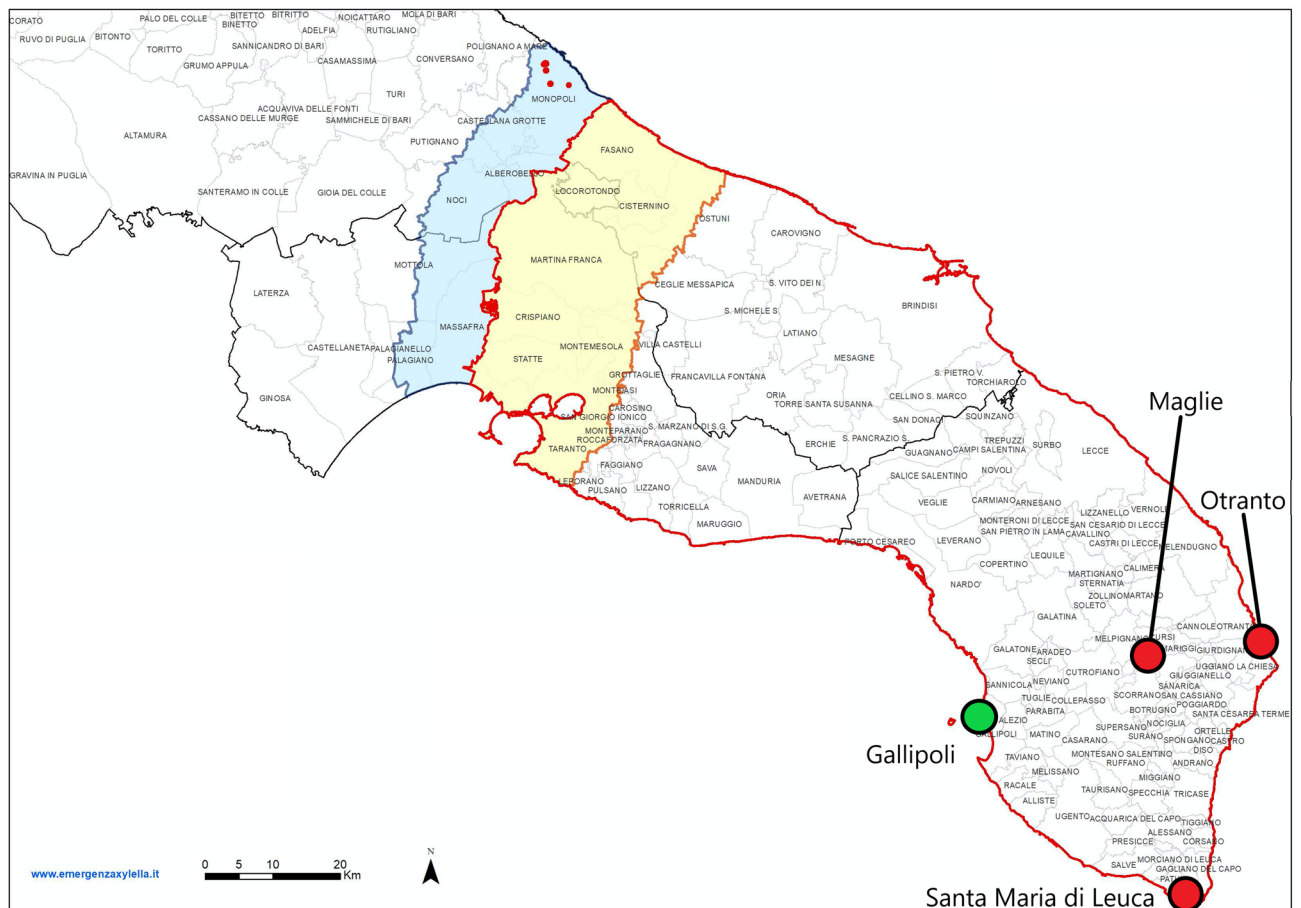 CORATO
PALO DEL COLLE
BITETTO
BITRITTO
NOICATTARO
MOLA DI BARI
RUVO DI PUGLIA
BITONTO
BINETTO
ADELFIA
RUTIGLIANO
TORITTO
SANNICANDRO DI BARI
POLIGNANO A MARE
GRUMO APPULA
CASAMASSIMA
CONVERSANO
TURI
MONOPOLI
ACQUAVIVA DELLE FONTI
CASSANO DELLE MURGE
SAMMICHELE DI BARI
CASTELLANA GROTTE
ALTAMURA
PUTIGNANO
FASANO
GRAVINA IN PUGLIA
ALBEROBELLO
SANTERAMO IN COLLE
GIOIA DEL COLLE
NOCI
LOCOROTONDO
CISTERNINO
OSTUNI
CAROVIGNO
MOTTOLA
MARTINA FRANCA
LATERZA
CEGLIE MESSAPICA
S. VITO DEI N.
BRINDISI
S. MICHELE S.
CRISPIANO
MASSAFRA
LATIANO
CASTELLANETA
PALAGIANELLO
PALAGIANO
STATTE
MONTEMESOLA
VILLA CASTELLI
MESAGNE
GROTTAGLIE
FRANCAVILLA FONTANA
S. PIETRO V.
TORCHIAROLO
GINOSA
MONTEIASI
ORIA
TORRE SANTA SUSANNA
CELLINO S. MARCO
CAROSINO
SAN GIORGIO IONICO
SAN DONACI
SQUINZANO
Maglie
MONTEPARANO
S. MARZANO DI S.G.
ROCCAFORZATA
FRAGAGNANO
ERCHIE
S. PANCRAZIO S.
TREPUZZI
SURBO
TARANTO
GUAGNANO
CAMPI SALENTINA
LECCE
FAGGIANO
SAVA
SALICE SALENTINO
NOVOLI
LEPORANO
PULSANO
LIZZANO
MANDURIA
AVETRANA
VEGLIE
CARMIANO
ARNESANO
Otranto
TORRICELLA
LIZZANELLO
VERNOLE
MARUGGIO
MONTERONI DI LECCE
SAN CESARIO DI LECCE
SAN PIETRO IN LAMA
CAVALLINO
PORTO CESAREO
LEVERANO
CASTRI DI LECCE
MELENDUGNO
LEQUILE
COPERTINO
CALIMERA
MARTIGNANO
STERNATIA
NARDO'
ZOLLINO
MARTANO
SOLETO
GALATINA
CANNOLE
OTRANTO
MELPIGNANO
CURSI
GALATONE
ARADEO
GIURDIGNANO
SECLI'
UGGIANO LA CHIESA
CUTROFIANO
GIUGGIANELLO
SANNICOLA
NEVIANO
SANARICA
SCORRANO
SAN CASSIANO
TUGLIE
COLLEPASSO
POGGIARDO
PARABITA
BOTRUGNO
SANTA CESAREA TERME
ALEZIO
NOCIGLIA
SUPERSANO
ORTELLE
GALLIPOLI
MATINO
CASARANO
SURANO
SPONGANO
CASTRO
Gallipoli
DISO
TAVIANO
MONTESANO SALENTINO
RUFFANO
ANDRANO
MELISSANO
MIGGIANO
RACALE
TAURISANO
SPECCHIA
TRICASE
ALLISTE
UGENTO
ACQUARICA DEL CAPO
TIGGIANO
ALESSANO
PRESICCE
CORSANO
MORCIANO DI LEUCA
SALVE
GAGLIANO DEL CAPO
Santa Maria di Leuca
www.emergenzaxylella.it
0 5 10 20
Km
N